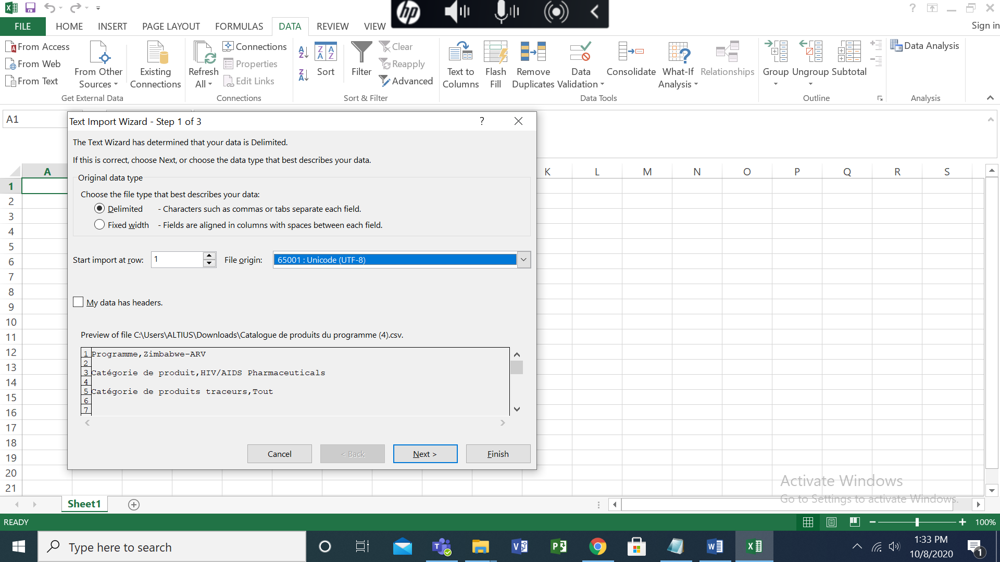 Sign in
FILE HOME INSERT PAGE LAYOUT FORMULAS DATA REVIEW VIEW
From Access
From Web
From Text
From Other Sources
Existing Connections
Get External Data
Refresh All
Connections
Properties
Edit Links
Connections
Sort
Filter
Clear
Reapply
Advanced
Sort & Filter
Text to Columns
Flash Fill
Remove Duplicates
Data Validation
Consolidate
What-If Analysis
Relationships
Data Tools
Group
Ungroup
Subtotal
Outline
Data Analysis
Analysis
A1
Text Import Wizard - Step 1 of 3
The Text Wizard has determined that your data is Delimited.
If this is correct, choose Next, or choose the data type that best describes your data.
Original data type
Choose the file type that best describes your data:
Delimited - Characters such as commas or tabs separate each field.
Fixed width - Fields are aligned in columns with spaces between each field.
Start import at row: 1 File origin: 65001 : Unicode (UTF-8)
My data has headers.
Preview of file C:\Users\ALTIUS\Downloads\Catalogue de produits du programme (4).csv.
1 Programme,Zimbabwe-ARV
2
3 Catégorie de produit,HIV/AIDS Pharmaceuticals
4
5 Catégorie de produits traceurs,Tout
6
7
Cancel < Back Next > Finish
A K L M N O P Q R S
1
2
3
4
5
6
7
8
9
10
11
12
13
14
15
16
17
18
19
20
21
Activate Windows
Go to Settings to activate Windows.
Sheet1
READY 100%
Type here to search
1:33 PM
10/8/2020
1